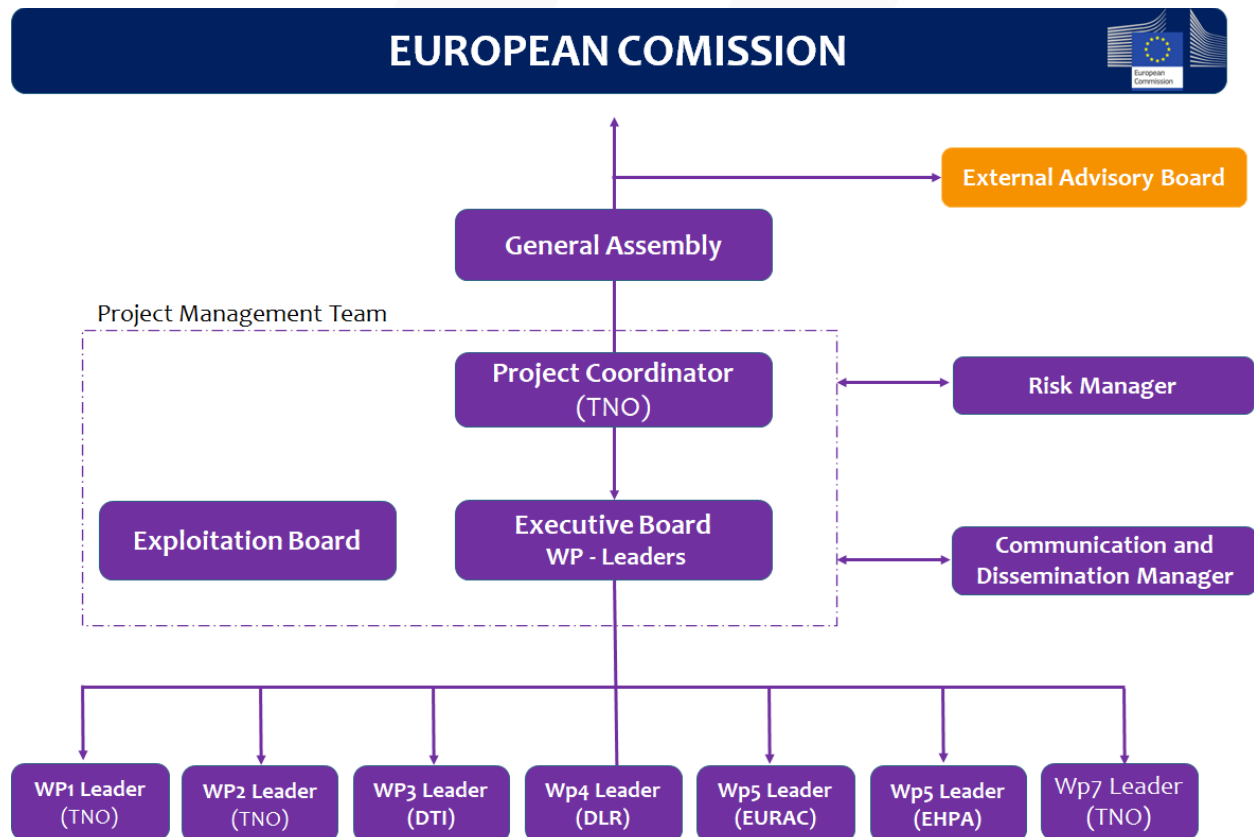 EUROPEAN COMISSION
European
Commission
External Advisory Board
General Assembly
Project Management Team
Project Coordinator
(TNO)
Risk Manager
Exploitation Board
Executive Board
WP - Leaders
Communication and
Dissemination Manager
WP1 Leader
(TNO)
WP2 Leader
(TNO)
WP3 Leader
(DTI)
Wp4 Leader
(DLR)
Wp5 Leader
(EURAC)
Wp5 Leader
(EHPA)
Wp7 Leader
(TNO)